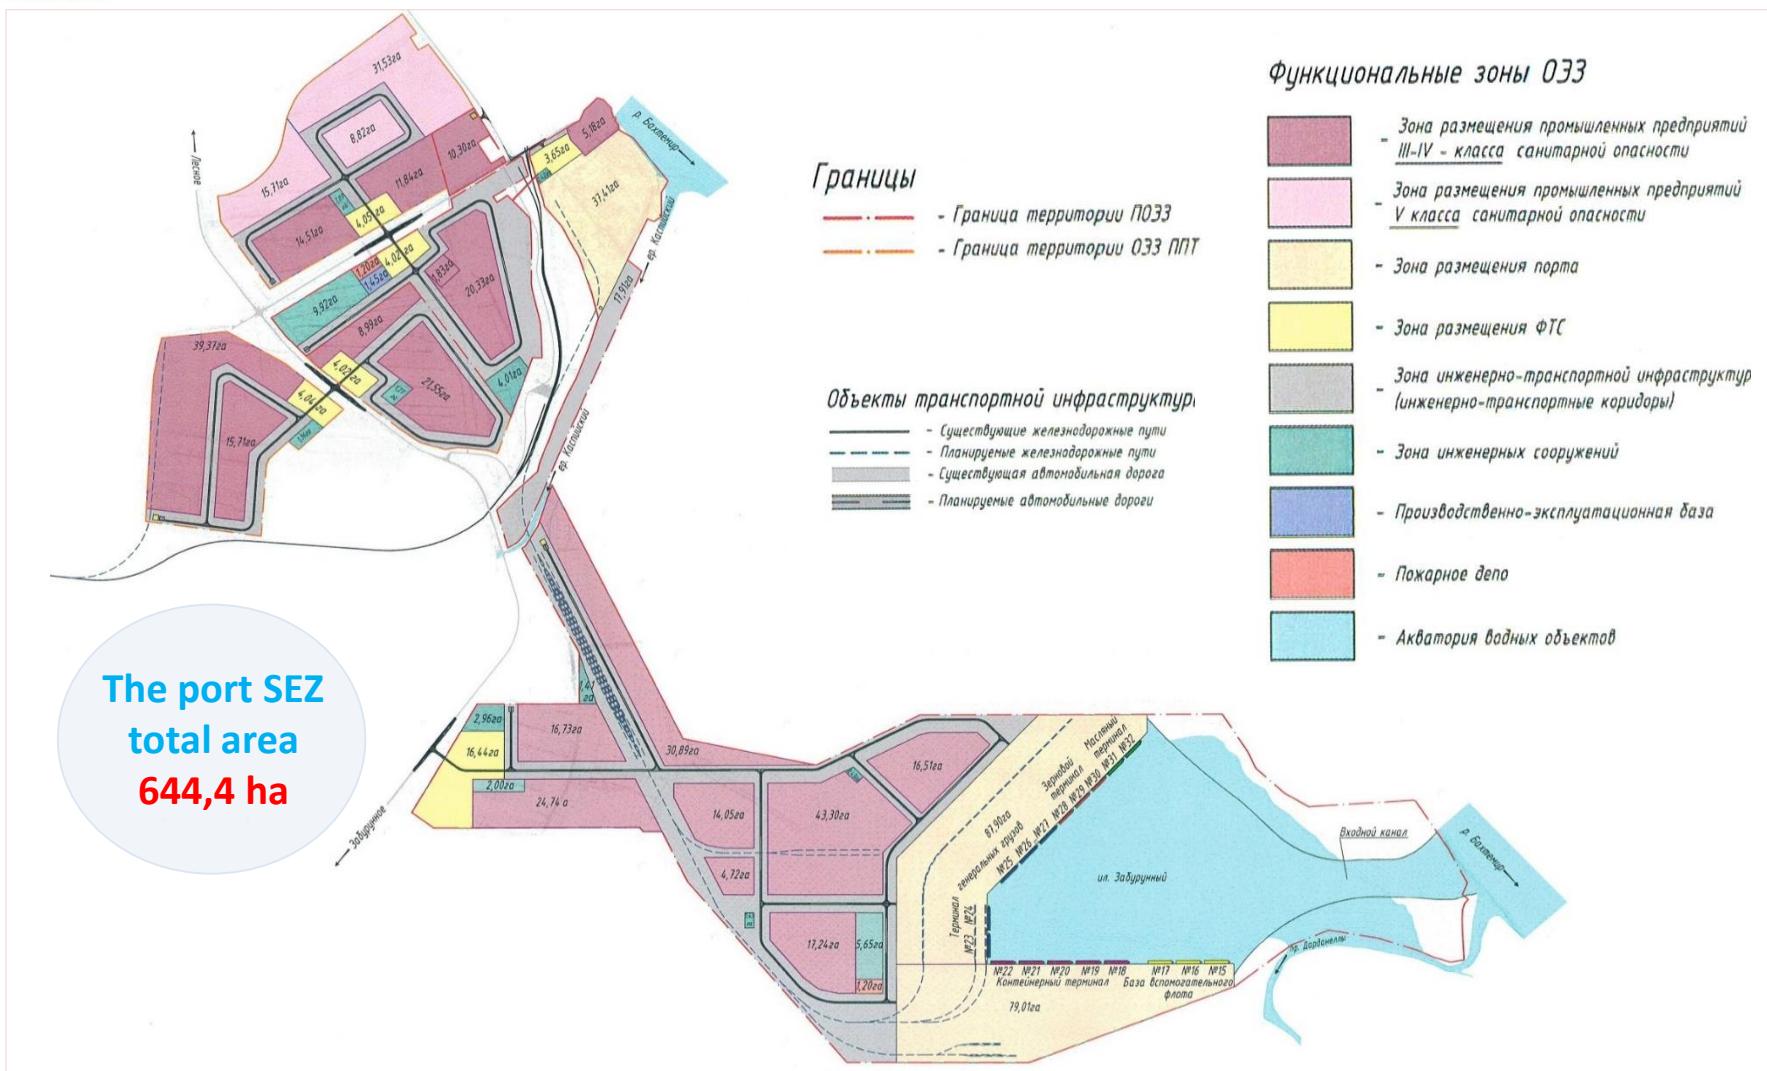 31,53га
8,82га
15,71га
10,30га
11,84га
14,51га
4,05га
3,65га
5,18га
37,41га
р. Бахтемир
ер. Каспийский
Лесное
4,02га
1,20га
1,45га
1,83га
9,92га
20,33га
8,99га
17,91га
39,37га
4,02га
4,04га
21,55га
4,01га
15,71га
ер. Каспийский
Границы
- Граница территории ПОЭЗ
- Граница территории ОЭЗ ППТ
Объекты транспортной инфраструктур
- Существующие железнодорожные пути
- Планируемые железнодорожные пути
- Существующая автомобильная дорога
- Планируемые автомобильные дороги
Функциональные зоны ОЭЗ
- Зона размещения промышленных предприятий
III-IV - класса санитарной опасности
- Зона размещения промышленных предприятий
V класса санитарной опасности
- Зона размещения порта
- Зона размещения ФТС
- Зона инженерно-транспортной инфраструктур
(инженерно-транспортные коридоры)
- Зона инженерных сооружений
- Производственно-эксплуатационная база
- Пожарное депо
- Акватория водных объектов
The port SEZ
total area
644,4 ha
2,96га
16,44га
16,73га
2,00га
24,74 а
Забурунное
30,89га
14,05га
43,30га
16,51га
4,72га
17,24га
5,65га
1,20га
87,90га
Масляный
терминал
Зерновой
терминал
генеральных грузов
Терминал
№23 №24
№25 №26 №27 №28 №29 №30 №31 №32
ил. Забурунный
Входной канал
р. Бахтемир
пр. Дарданеллы
№22 №21 №20 №19 №18 №17 №16 №15
Контейнерный терминал
База вспомогательного
флота
79,01га